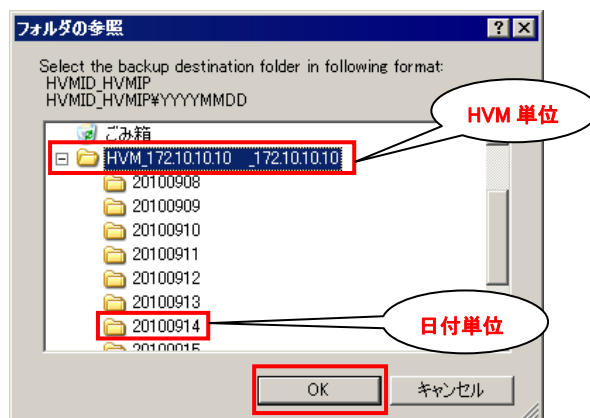 フォルダの参照
Select the backup destination folder in following format:
HVMID_HVMIP
HVMID_HVMIP¥YYYYMMDD
HVM 単位
ごみ箱
HVM_172.10.10.10 _172.10.10.10
20100908
20100909
20100910
20100911
20100912
20100913
20100914
日付単位
20100915
OK
キャンセル